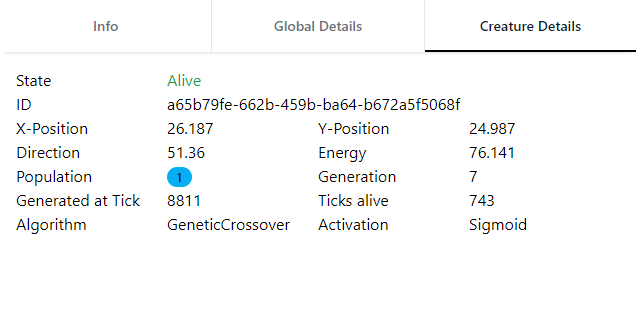 Info Global Details Creature Details
State Alive
ID a65b79fe-662b-459b-ba64-b672a5f5068f
X-Position 26.187 Y-Position 24.987
Direction 51.36 Energy 76.141
Population 1 Generation 7
Generated at Tick 8811 Ticks alive 743
Algorithm GeneticCrossover Activation Sigmoid